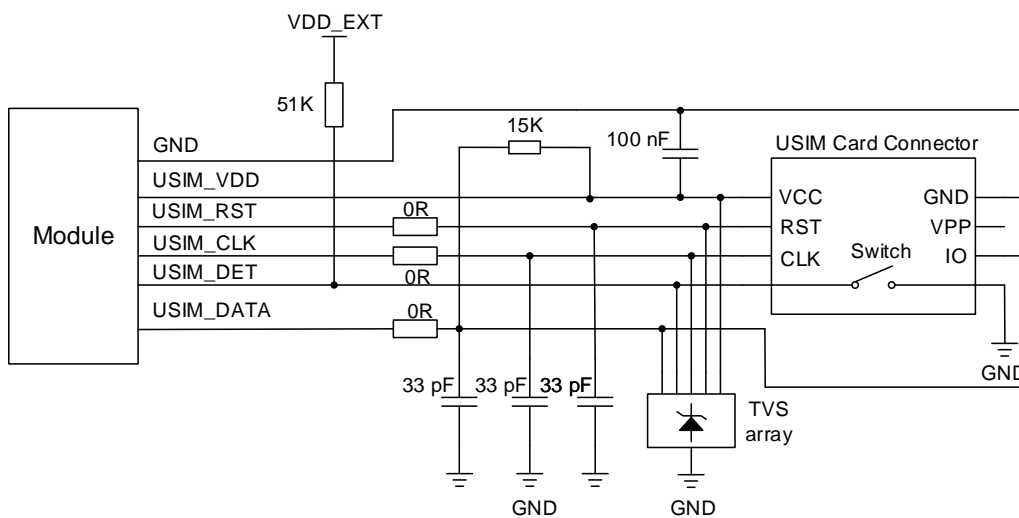 VDD_EXT
51K
15K
GND
100 nF
USIM Card Connector
USIM_VDD
VCC
GND
USIM_RST
0R
RST
VPP
Module
USIM_CLK
CLK
Switch
IO
USIM_DET
0R
USIM_DATA
0R
GND
33 pF
33 pF
33 pF
TVS
array
GND
GND